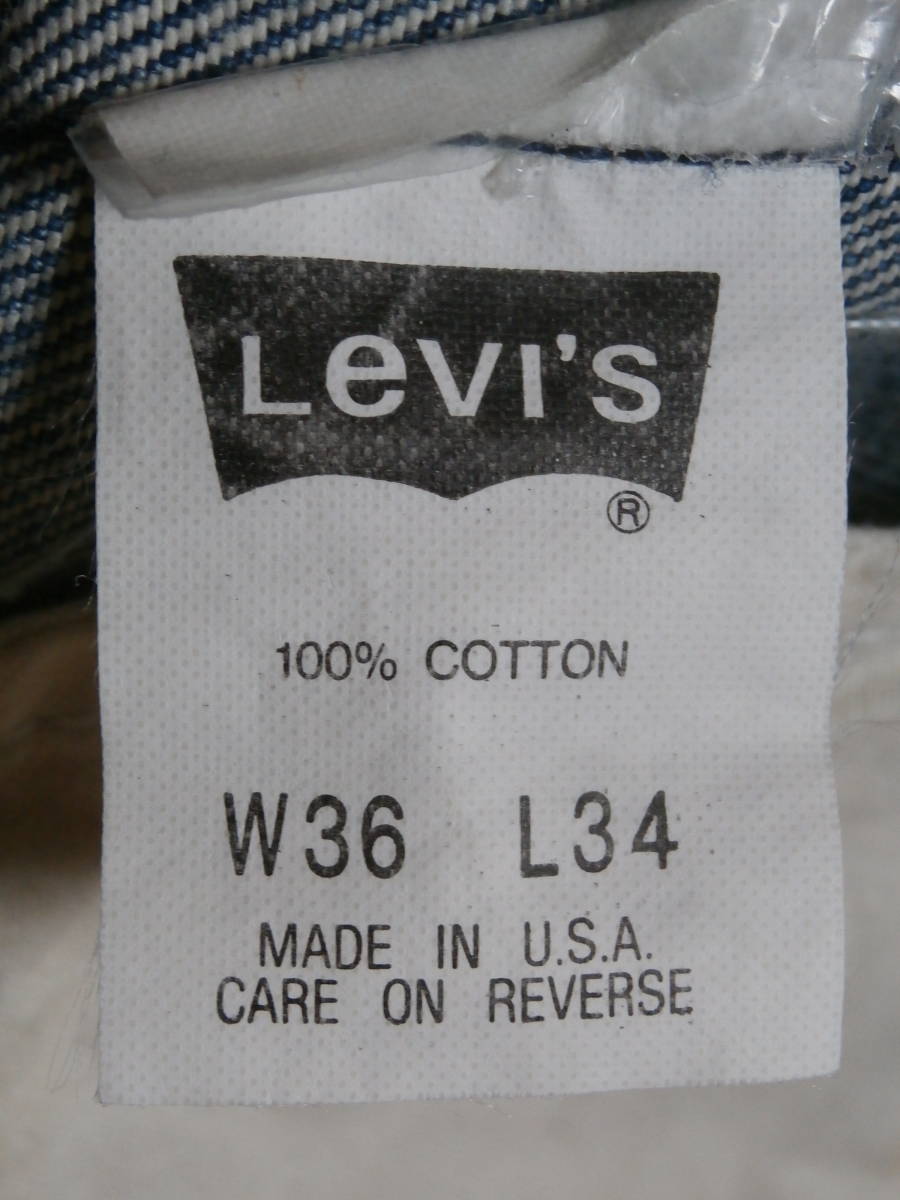 Levi's
®
100% COTTON
W36 L34
MADE IN U.S.A.
CARE ON REVERSE